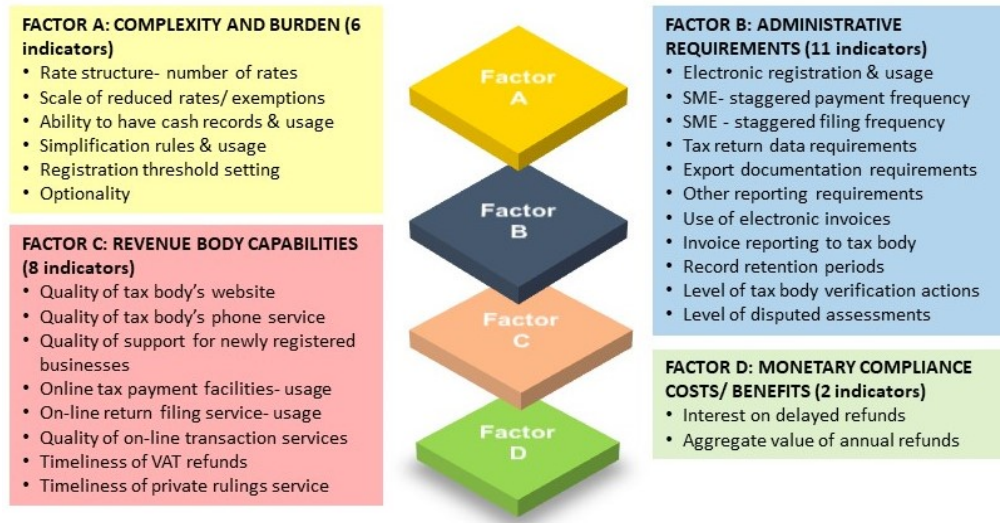 FACTOR A: COMPLEXITY AND BURDEN (6
indicators)
• Rate structure- number of rates
• Scale of reduced rates/ exemptions
• Ability to have cash records & usage
• Simplification rules & usage
• Registration threshold setting
• Optionality
FACTOR C: REVENUE BODY CAPABILITIES
(8 indicators)
• Quality of tax body's website
• Quality of tax body's phone service
• Quality of support for newly registered
businesses
• Online tax payment facilities- usage
• On-line return filing service- usage
• Quality of on-line transaction services
• Timeliness of VAT refunds
• Timeliness of private rulings service
Factor
A
Factor
B
Factor
C
Factor
D
FACTOR B: ADMINISTRATIVE
REQUIREMENTS (11 indicators)
• Electronic registration & usage
• SME- staggered payment frequency
• SME - staggered filing frequency
• Tax return data requirements
• Export documentation requirements
• Other reporting requirements
• Use of electronic invoices
• Invoice reporting to tax body
• Record retention periods
• Level of tax body verification actions
• Level of disputed assessments
FACTOR D: MONETARY COMPLIANCE
COSTS/ BENEFITS (2 indicators)
• Interest on delayed refunds
• Aggregate value of annual refunds